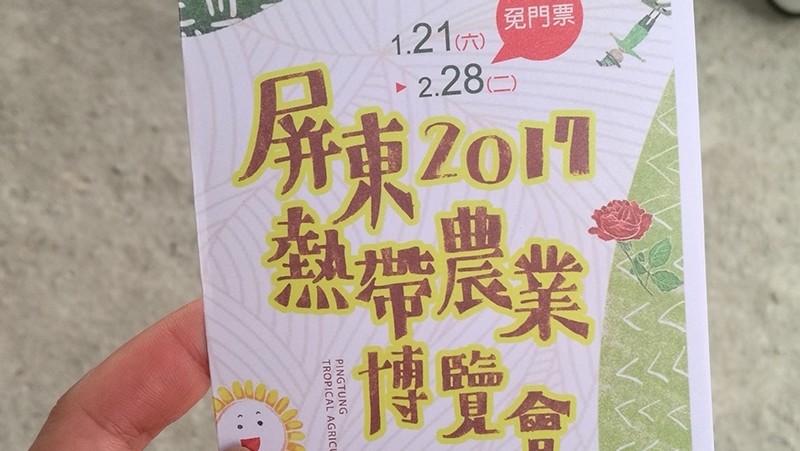 免門票
1.21(六)
▶ 2.28(二)
屏東2017
熱帶農業
博覽會
PINGTUNG
TROPICAL